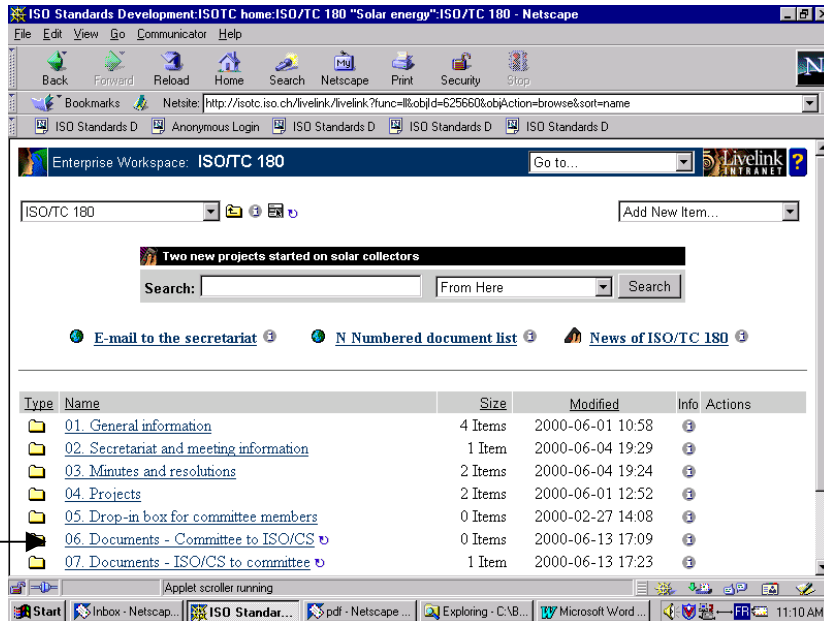 ISO Standards Development:ISOTC home:ISO/TC 180 "Solar energy":ISO/TC 180 - Netscape
File Edit View Go Communicator Help
Back Forward Reload Home Search Netscape Print Security Stop
Bookmarks Netsite: http://isotc.iso.ch/livelink/livelink?func=ll&objId=625660&objAction=browse&sort=name
ISO Standards D Anonymous Login ISO Standards D ISO Standards D ISO Standards D
Enterprise Workspace: ISO/TC 180 Go to... Livelink INTRANET ?
ISO/TC 180 Add New Item...
Two new projects started on solar collectors
Search: From Here Search
E-mail to the secretariat N Numbered document list News of ISO/TC 180
Type Name Size Modified Info Actions
01. General information 4 Items 2000-06-01 10:58
02. Secretariat and meeting information 1 Item 2000-06-04 19:29
03. Minutes and resolutions 2 Items 2000-06-04 19:24
04. Projects 2 Items 2000-06-01 12:52
05. Drop-in box for committee members 0 Items 2000-02-27 14:08
06. Documents - Committee to ISO/CS 0 Items 2000-06-13 17:09
07. Documents - ISO/CS to committee 1 Item 2000-06-13 17:23
Applet scroller running
Start Inbox - Netscap... ISO Standar... pdf - Netscape ... Exploring - C:\B... Microsoft Word ... FR 11:10 AM